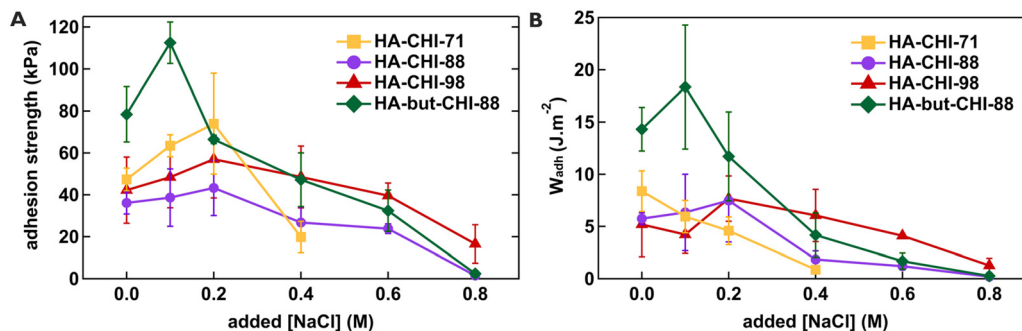 A
adhesion strength (kPa)
120
100
80
60
40
20
0
0.0 0.2 0.4 0.6 0.8
added [NaCl] (M)
HA-CHI-71
HA-CHI-88
HA-CHI-98
HA-but-CHI-88
B
Wadh (J.m-2)
25
20
15
10
5
0
0.0 0.2 0.4 0.6 0.8
added [NaCl] (M)
HA-CHI-71
HA-CHI-88
HA-CHI-98
HA-but-CHI-88